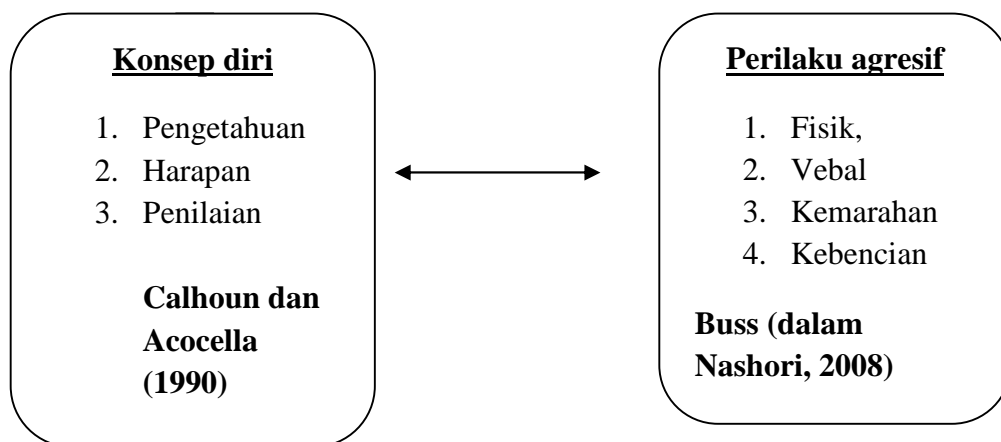 Konsep diri
1. Pengetahuan
2. Harapan
3. Penilaian
Calhoun dan
Acocella
(1990)
Perilaku agresif
1. Fisik,
2. Vebal
3. Kemarahan
4. Kebencian
Buss (dalam
Nashori, 2008)